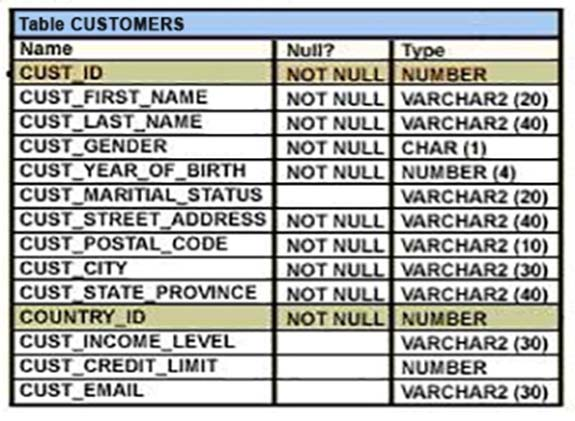 Table CUSTOMERS
Name Null? Type
CUST_ID NOT NULL NUMBER
CUST_FIRST_NAME NOT NULL VARCHAR2 (20)
CUST_LAST_NAME NOT NULL VARCHAR2 (40)
CUST_GENDER NOT NULL CHAR (1)
CUST_YEAR_OF_BIRTH NOT NULL NUMBER (4)
CUST_MARITIAL_STATUS VARCHAR2 (20)
CUST_STREET_ADDRESS NOT NULL VARCHAR2 (40)
CUST_POSTAL_CODE NOT NULL VARCHAR2 (10)
CUST_CITY NOT NULL VARCHAR2 (30)
CUST_STATE_PROVINCE NOT NULL VARCHAR2 (40)
COUNTRY_ID NOT NULL NUMBER
CUST_INCOME_LEVEL VARCHAR2 (30)
CUST_CREDIT_LIMIT NUMBER
CUST_EMAIL VARCHAR2 (30)